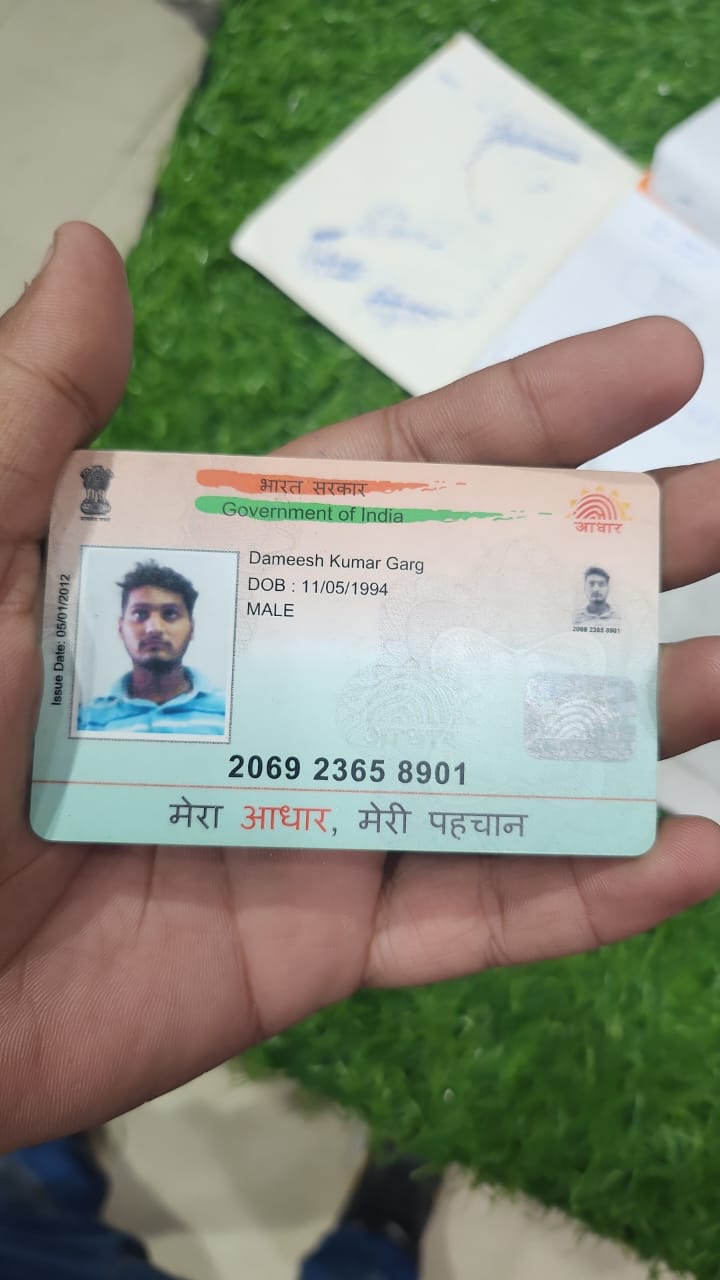 भारत सरकार
Government of India
आधार
Dameesh Kumar Garg
DOB : 11/05/1994
MALE
Issue Date: 05/01/2012
2069 2365 8901
2069 2365 8901
मेरा आधार, मेरी पहचान